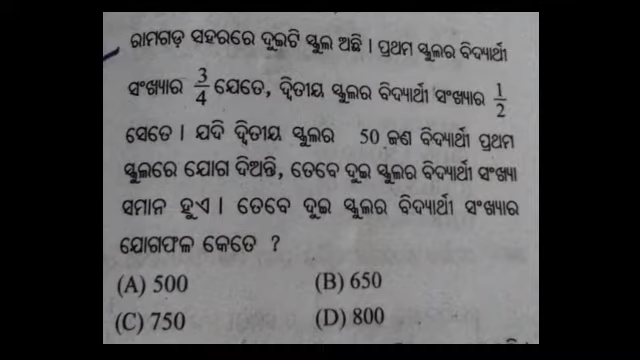 ରାମଗଡ଼ ସହରରେ ଦୁଇଟି ସ୍କୁଲ ଅଛି । ପ୍ରଥମ ସ୍କୁଲର ବିଦ୍ୟାର୍ଥୀ
ସଂଖ୍ୟାର 3/4 ଯେତେ, ଦ୍ୱିତୀୟ ସ୍କୁଲର ବିଦ୍ୟାର୍ଥୀ ସଂଖ୍ୟାର 1/2
ସେତେ । ଯଦି ଦ୍ୱିତୀୟ ସ୍କୁଲର 50 ଜଣ ବିଦ୍ୟାର୍ଥୀ ପ୍ରଥମ
ସ୍କୁଲରେ ଯୋଗ ଦିଅନ୍ତି, ତେବେ ଦୁଇ ସ୍କୁଲର ବିଦ୍ୟାର୍ଥୀ ସଂଖ୍ୟା
ସମାନ ହୁଏ । ତେବେ ଦୁଇ ସ୍କୁଲର ବିଦ୍ୟାର୍ଥୀ ସଂଖ୍ୟାର
ଯୋଗଫଳ କେତେ ?
(A) 500 (B) 650
(C) 750 (D) 800